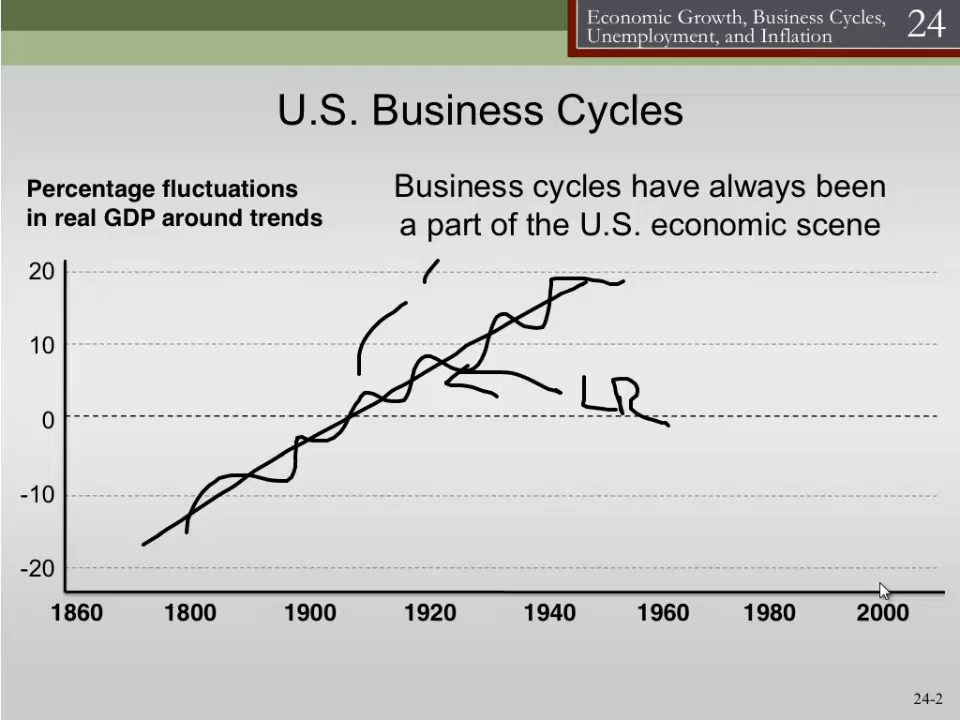 Economic Growth, Business Cycles,
Unemployment, and Inflation
24
U.S. Business Cycles
Percentage fluctuations
in real GDP around trends
Business cycles have always been
a part of the U.S. economic scene
20
10
0
-10
-20
LR
1860 1800 1900 1920 1940 1960 1980 2000
24-2